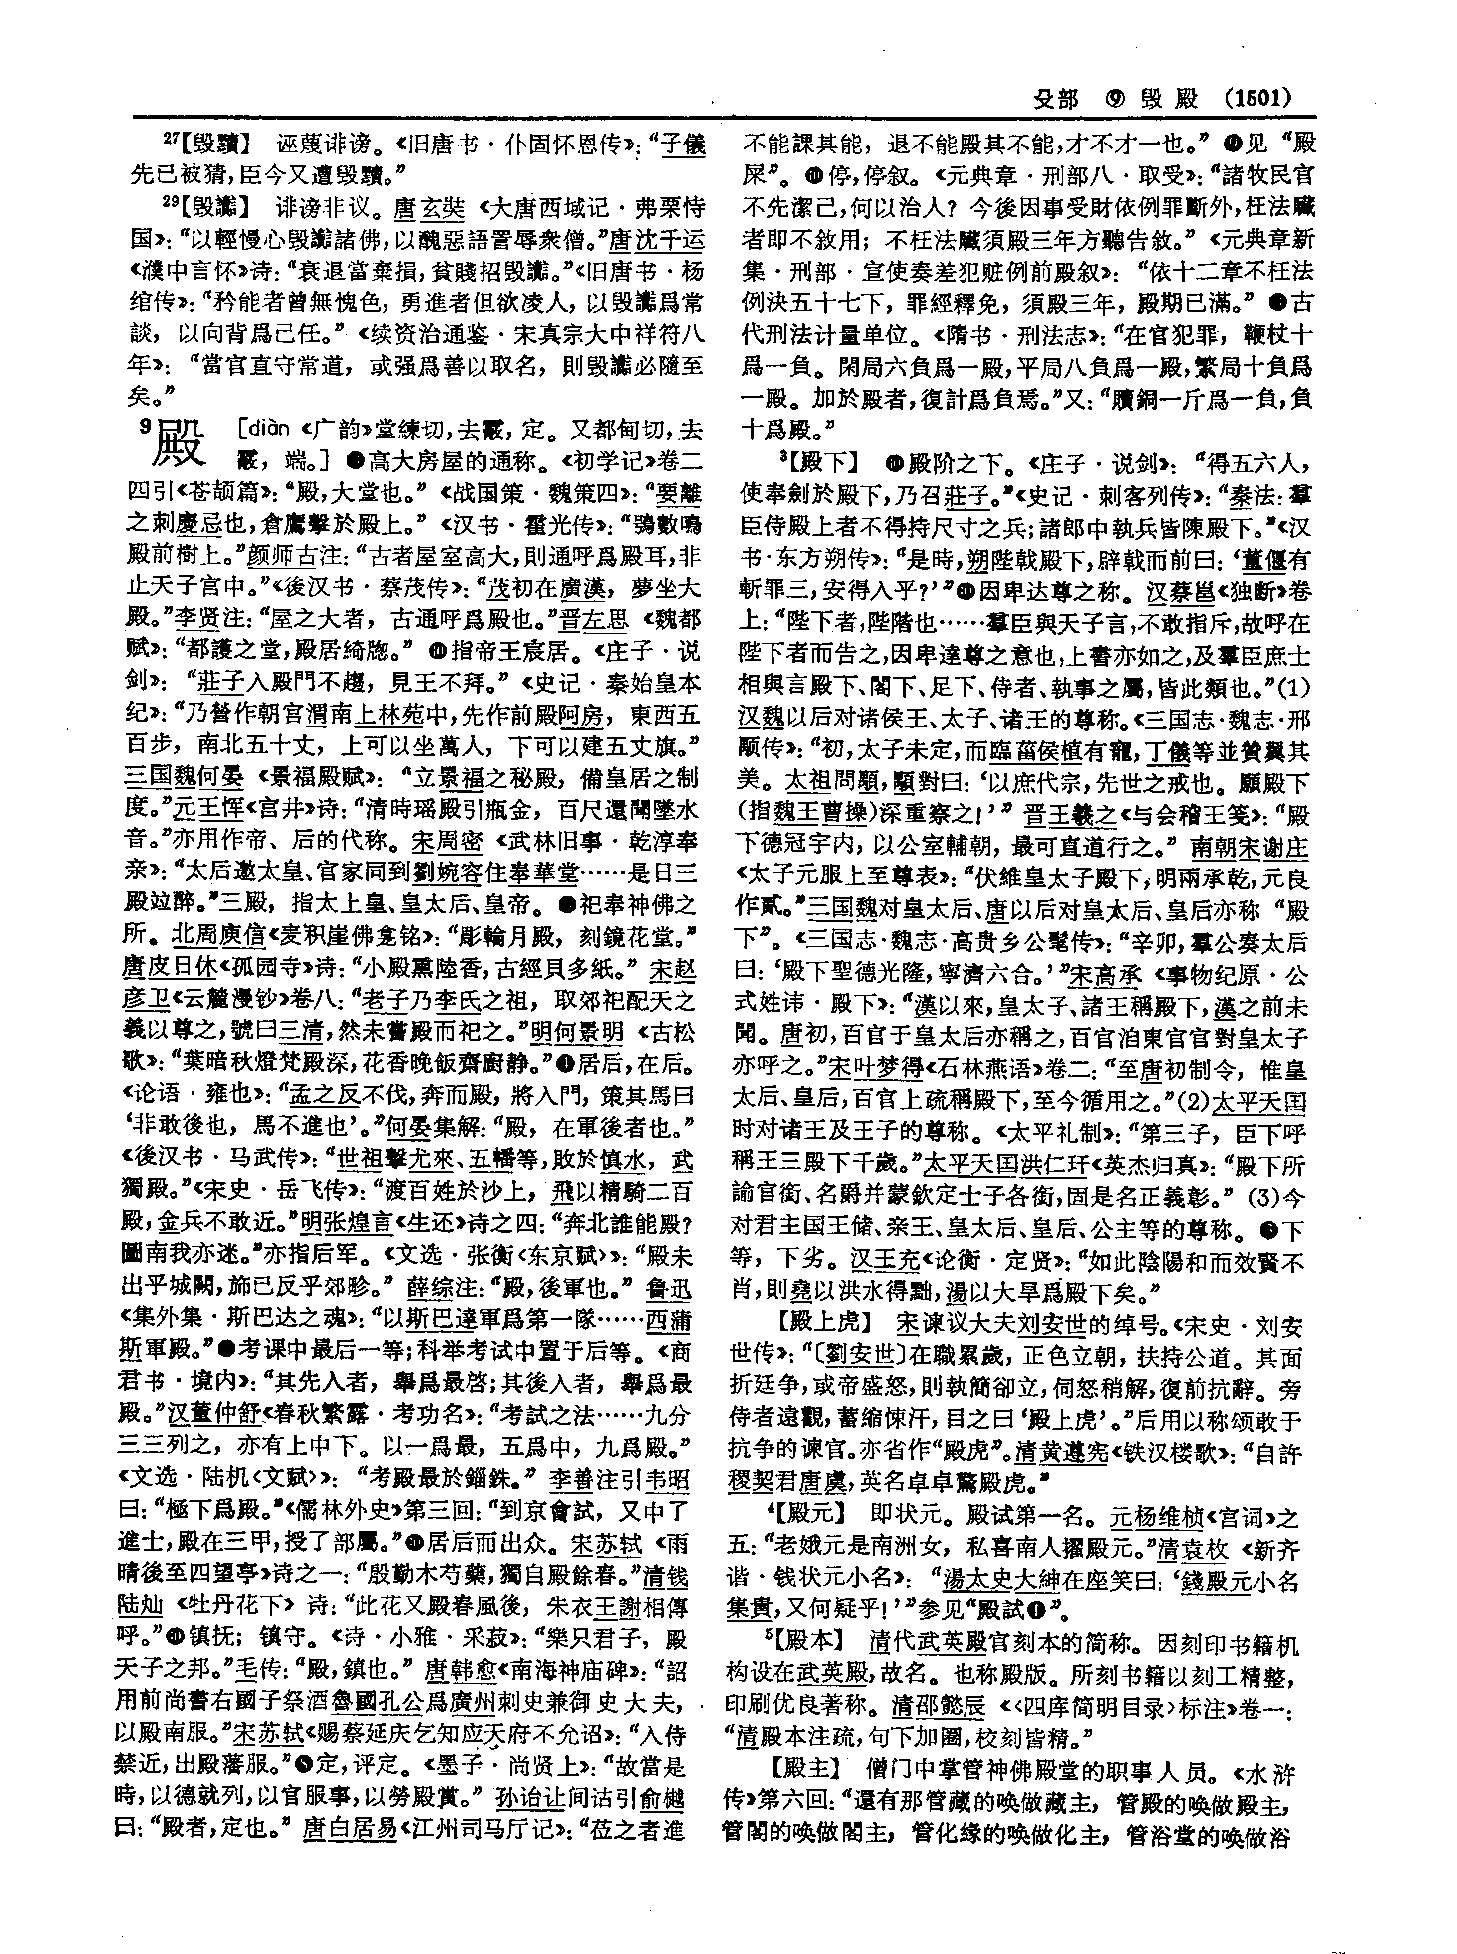 殳部 ⑨ 毁 殿 (1501)
27【毁黷】 诬蔑诽谤。《旧唐书·仆固怀恩传》：“子儀
先已被猜，臣今又遭毁黷。”
29【毁讟】 诽谤非议。唐玄奘《大唐西域记·弗栗恃
国》：“以輕慢心毁讟諸佛，以醜惡語詈辱衆僧。”唐沈千运
《濮中言怀》诗：“衰退當棄捐，貧賤招毁讟。”《旧唐书·杨
绾传》：“矜能者曾無愧色，勇進者但欲凌人，以毁讟爲常
談，以向背爲己任。”《续资治通鉴·宋真宗大中祥符八
年》：“當官直守常道，或强爲善以取名，則毁讟必隨至
矣。”
9殿 [diàn《广韵》堂練切，去霰，定。又都甸切，去
霰，端。] ❶高大房屋的通称。《初学记》卷二
四引《苍颉篇》：“殿，大堂也。”《战国策·魏策四》：“要離
之刺慶忌也，倉鷹擊於殿上。”《汉书·霍光传》：“鴞數鳴
殿前樹上。”颜师古注：“古者屋室高大，則通呼爲殿耳，非
止天子宫中。”《後汉书·蔡茂传》：“茂初在廣漢，夢坐大
殿。”李贤注：“屋之大者，古通呼爲殿也。”晋左思《魏都
赋》：“都護之堂，殿居綺牕。” ⓫指帝王宸居。《庄子·说
剑》：“莊子入殿門不趨，見王不拜。”《史记·秦始皇本
纪》：“乃營作朝宫渭南上林苑中，先作前殿阿房，東西五
百步，南北五十丈，上可以坐萬人，下可以建五丈旗。”
三国魏何晏《景福殿赋》：“立景福之秘殿，備皇居之制
度。”元王恽《宫井》诗：“清時瑶殿引瓶金，百尺還聞墜水
音。”亦用作帝、后的代称。宋周密《武林旧事·乾淳奉
亲》：“太后邀太皇、官家同到劉婉容住奉華堂……是日三
殿竝醉。”三殿，指太上皇、皇太后、皇帝。❷祀奉神佛之
所。北周庾信《麦积崖佛龛铭》：“彫輪月殿，刻鏡花堂。”
唐皮日休《孤园寺》诗：“小殿熏陸香，古經貝多紙。”宋赵
彦卫《云麓漫钞》卷八：“老子乃李氏之祖，取郊祀配天之
義以尊之，號曰三清，然未嘗殿而祀之。”明何景明《古松
歌》：“葉暗秋燈梵殿深，花香晚飯齋廚静。”❶居后，在后。
《论语·雍也》：“孟之反不伐，奔而殿，將入門，策其馬曰
‘非敢後也，馬不進也’。”何晏集解：“殿，在軍後者也。”
《後汉书·马武传》：“世祖擊尤來、五幡等，敗於慎水，武
獨殿。”《宋史·岳飞传》：“渡百姓於沙上，飛以精騎二百
殿，金兵不敢近。”明张煌言《生还》诗之四：“奔北誰能殿？
圖南我亦迷。”亦指后军。《文选·张衡〈东京赋〉》：“殿未
出乎城闕，斾已反乎郊畛。”薛综注：“殿，後軍也。”鲁迅
《集外集·斯巴达之魂》：“以斯巴達軍爲第一隊……西蒲
斯軍殿。”●考课中最后一等；科举考试中置于后等。《商
君书·境内》：“其先入者，舉爲最啓；其後入者，舉爲最
殿。”汉董仲舒《春秋繁露·考功名》：“考試之法……九分
三三列之，亦有上中下。以一爲最，五爲中，九爲殿。”
《文选·陆机〈文赋〉》：“考殿最於錙銖。”李善注引韦昭
曰：“極下爲殿。”《儒林外史》第三回：“到京會試，又中了
進士，殿在三甲，授了部屬。”⓫居后而出众。宋苏轼《雨
晴後至四望亭》诗之一：“殷勤木芍藥，獨自殿餘春。”清钱
陆灿《牡丹花下》诗：“此花又殿春風後，朱衣王謝相傳
呼。”⓫镇抚；镇守。《诗·小雅·采菽》：“樂只君子，殿
天子之邦。”毛传：“殿，鎮也。”唐韩愈《南海神庙碑》：“詔
用前尚書右國子祭酒魯國孔公爲廣州刺史兼御史大夫，
以殿南服。”宋苏轼《赐蔡延庆乞知应天府不允诏》：“入侍
禁近，出殿藩服。”❺定，评定。《墨子·尚贤上》：“故當是
時，以德就列，以官服事，以勞殿賞。”孙诒让间诂引俞樾
曰：“殿者，定也。”唐白居易《江州司马厅记》：“莅之者進
不能課其能，退不能殿其不能，才不才一也。”❼见“殿
屎”。⓫停，停叙。《元典章·刑部八·取受》：“諸牧民官
不先潔己，何以治人？今後因事受財依例罪斷外，枉法贓
者即不敘用；不枉法贓須殿三年方聽告敘。”《元典章新
集·刑部·宣使奏差犯赃例前殿叙》：“依十二章不枉法
例決五十七下，罪經釋免，須殿三年，殿期已滿。”●古
代刑法计量单位。《隋书·刑法志》：“在官犯罪，鞭杖十
爲一負。閑局六負爲一殿，平局八負爲一殿，繁局十負爲
一殿。加於殿者，復計爲負焉。”又：“贖銅一斤爲一負，負
十爲殿。”
3【殿下】 ⓫殿阶之下。《庄子·说剑》：“得五六人，
使奉劍於殿下，乃召莊子。”《史记·刺客列传》：“秦法：羣
臣侍殿上者不得持尺寸之兵；諸郎中執兵皆陳殿下。”《汉
书·东方朔传》：“是時，朔陛戟殿下，辟戟而前曰：‘董偃有
斬罪三，安得入乎？’”⓫因卑达尊之称。汉蔡邕《独断》卷
上：“陛下者，陛階也……羣臣與天子言，不敢指斥，故呼在
陛下者而告之，因卑達尊之意也，上書亦如之，及羣臣庶士
相與言殿下、閣下、足下、侍者、執事之屬，皆此類也。”(1)
汉魏以后对诸侯王、太子、诸王的尊称。《三国志·魏志·邢
颙传》：“初，太子未定，而臨菑侯植有寵，丁儀等並贊翼其
美。太祖問顒，顒對曰：‘以庶代宗，先世之戒也。願殿下
(指魏王曹操)深重察之！’”晋王羲之《与会稽王笺》：“殿
下德冠宇内，以公室輔朝，最可直道行之。”南朝宋谢庄
《太子元服上至尊表》：“伏維皇太子殿下，明兩承乾，元良
作貳。”三国魏对皇太后、唐以后对皇太后、皇后亦称“殿
下”。《三国志·魏志·高贵乡公髦传》：“辛卯，羣公奏太后
曰：‘殿下聖德光隆，寧濟六合。’”宋高承《事物纪原·公
式姓讳·殿下》：“漢以來，皇太子、諸王稱殿下，漢之前未
聞。唐初，百官于皇太后亦稱之，百官洎東宫官對皇太子
亦呼之。”宋叶梦得《石林燕语》卷二：“至唐初制令，惟皇
太后、皇后，百官上疏稱殿下，至今循用之。”(2)太平天囯
时对诸王及王子的尊称。《太平礼制》：“第三子，臣下呼
稱王三殿下千歲。”太平天囯洪仁玕《英杰归真》：“殿下所
諭官銜、名爵并蒙欽定士子各銜，固是名正義彰。”(3)今
对君主国王储、亲王、皇太后、皇后、公主等的尊称。❸下
等，下劣。汉王充《论衡·定贤》：“如此陰陽和而效賢不
肖，則堯以洪水得黜，湯以大旱爲殿下矣。”
【殿上虎】 宋谏议大夫刘安世的绰号。《宋史·刘安
世传》：“〔劉安世〕在職累歲，正色立朝，扶持公道。其面
折廷争，或帝盛怒，則執簡卻立，伺怒稍解，復前抗辭。旁
侍者遠觀，蓄缩悚汗，目之曰‘殿上虎’。”后用以称颂敢于
抗争的谏官。亦省作“殿虎”。清黄遵宪《铁汉楼歌》：“自許
稷契君唐虞，英名卓卓驚殿虎。”
4【殿元】 即状元。殿试第一名。元杨维桢《宫词》之
五：“老娥元是南洲女，私喜南人擢殿元。”清袁枚《新齐
谐·钱状元小名》：“湯太史大紳在座笑曰：‘錢殿元小名
集貴，又何疑乎！’”参见“殿試❶”。
5【殿本】 清代武英殿官刻本的简称。因刻印书籍机
构设在武英殿，故名。也称殿版。所刻书籍以刻工精整，
印刷优良著称。清邵懿辰《〈四库简明目录〉标注》卷一：
“清殿本注疏，句下加圈，校刻皆精。”
【殿主】 僧门中掌管神佛殿堂的职事人员。《水浒
传》第六回：“還有那管藏的唤做藏主，管殿的唤做殿主，
管閣的唤做閣主，管化缘的唤做化主，管浴堂的唤做浴